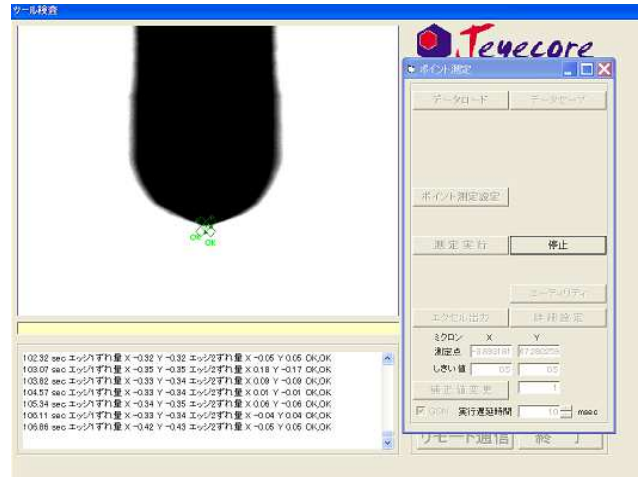 ツール検査
Teyecore
ポイント測定
データロード
データセーブ
ポイント測定設定
測定実行
停止
ユーティリティ
エクセル出力
詳細設定
ミクロン X Y
測定点
しきい値 0.5 0.5
補正値変更 1
実行遅延時間 10 msec
リモート通信
終 了
OK
OK
102.32 sec エッジ1ずれ量 X -0.32 Y -0.32 エッジ2ずれ量 X -0.05 Y 0.05 OK,OK
103.07 sec エッジ1ずれ量 X -0.35 Y -0.35 エッジ2ずれ量 X 0.18 Y -0.17 OK,OK
103.82 sec エッジ1ずれ量 X -0.33 Y -0.34 エッジ2ずれ量 X 0.09 Y -0.09 OK,OK
104.57 sec エッジ1ずれ量 X -0.33 Y -0.34 エッジ2ずれ量 X 0.01 Y -0.01 OK,OK
105.34 sec エッジ1ずれ量 X -0.34 Y -0.35 エッジ2ずれ量 X 0.06 Y -0.06 OK,OK
106.11 sec エッジ1ずれ量 X -0.33 Y -0.34 エッジ2ずれ量 X -0.04 Y 0.04 OK,OK
106.86 sec エッジ1ずれ量 X -0.42 Y -0.43 エッジ2ずれ量 X -0.05 Y 0.05 OK,OK